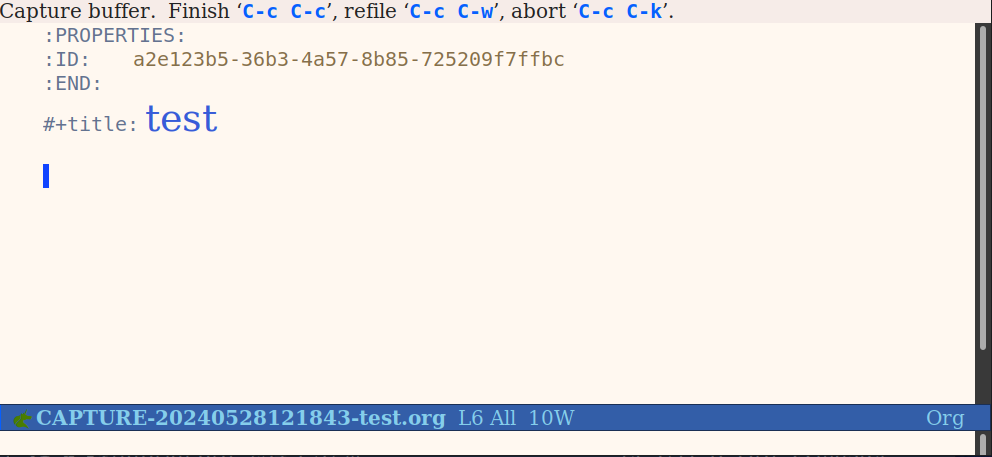 Capture buffer.  Finish ‘C-c C-c’, refile ‘C-c C-w’, abort ‘C-c C-k’.
:PROPERTIES:
:ID: a2e123b5-36b3-4a57-8b85-725209f7ffbc
:END:
#+title: test
CAPTURE-20240528121843-test.org L6 All 10W Org